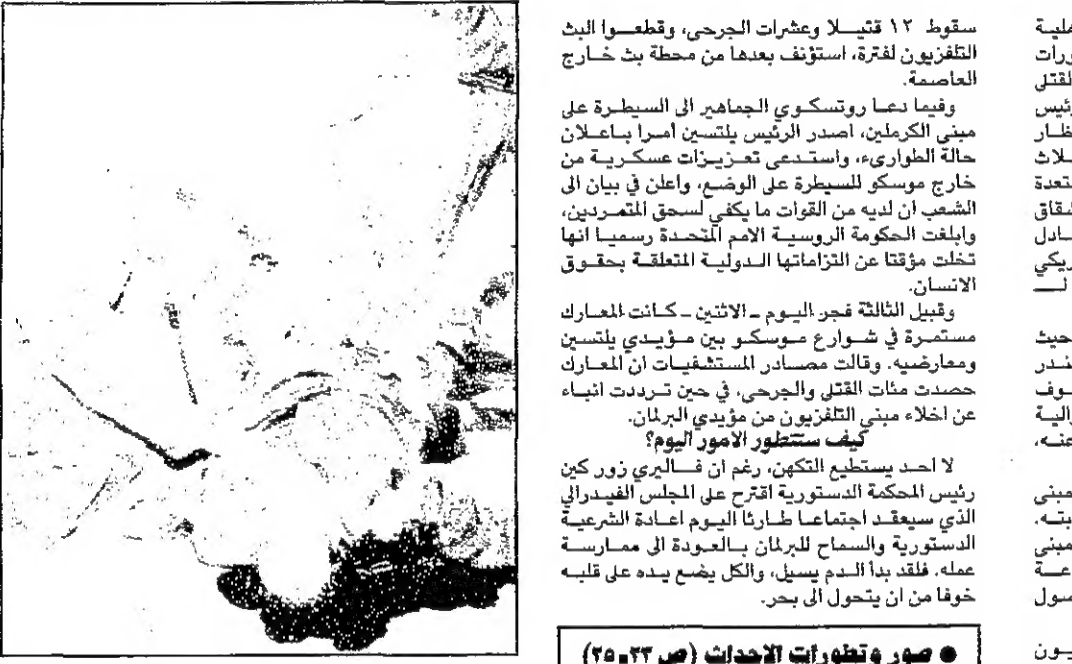 سقوط ١٢ قتيلا وعشرات الجرحى، وقطعوا البث
التلفزيون لفترة، استؤنف بعدها من محطة بث خارج
العاصمة.
وفيما دعا روتسكوي الجماهير الى السيطرة على
مبنى الكرملين، اصدر الرئيس يلتسين أمرا باعلان
حالة الطوارىء، واستدعى تعزيزات عسكرية من
خارج موسكو للسيطرة على الوضع، واعلن في بيان الى
الشعب ان لديه من القوات ما يكفي لسحق المتمردين،
وابلغت الحكومة الروسية الامم المتحدة رسميا انها
تخلت مؤقتا عن التزاماتها الدولية المتعلقة بحقوق
الانسان.
وقبيل الثالثة فجر اليوم ـ الاثنين ـ كانت المعارك
مستمرة في شوارع موسكو بين مؤيدي يلتسين
ومعارضيه. وقالت مصادر المستشفيات ان المعارك
حصدت مئات القتلى والجرحى، في حين ترددت انباء
عن اخلاء مبنى التلفزيون من مؤيدي البرلمان.
كيف ستتطور الامور اليوم؟
لا احد يستطيع التكهن، رغم ان فاليري زور كين
رئيس المحكمة الدستورية اقترح على المجلس الفيدرالي
الذي سيعقد اجتماعا طارئا اليوم اعادة الشرعية
الدستورية والسماح للبرلمان بالعودة الى ممارسة
عمله. فلقد بدأ الدم يسيل، والكل يضع يده على قلبه
خوفا من ان يتحول الى بحر.
● صور وتطورات الاحداث (ص ٢٣ـ٢٥)